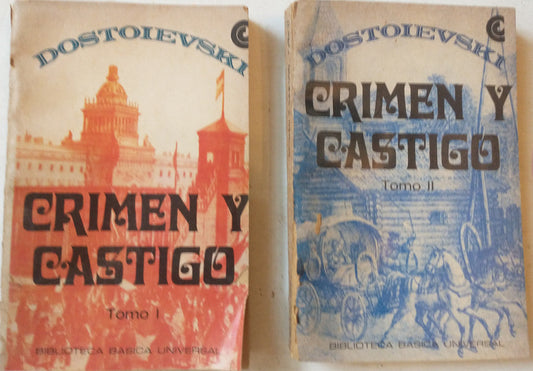 DOSTOIEVSKI
CRIMEN Y
CASTIGO
Tomo I
BIBLIOTECA BASICA UNIVERSAL
DOSTOIEVSKI
CRIMEN Y
CASTIGO
Tomo II
BIBLIOTECA BASICA UNIVERSAL